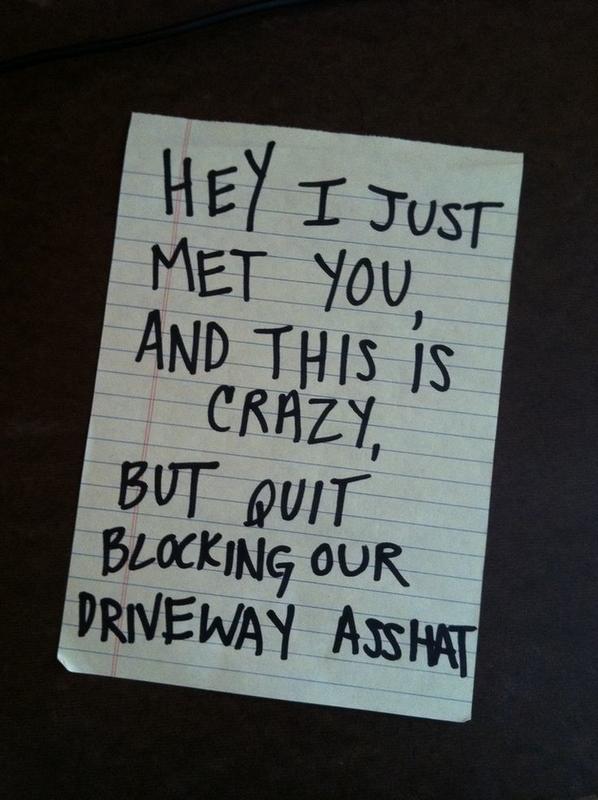 HEY I JUST
MET YOU,
AND THIS IS
CRAZY,
BUT QUIT
BLOCKING OUR
DRIVEWAY ASSHAT